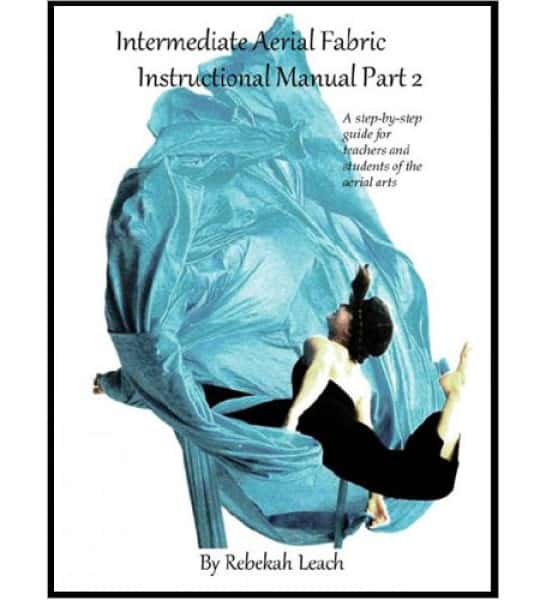 Intermediate Aerial Fabric
Instructional Manual Part 2
A step-by-step
guide for
teachers and
students of the
aerial arts
By Rebekah Leach